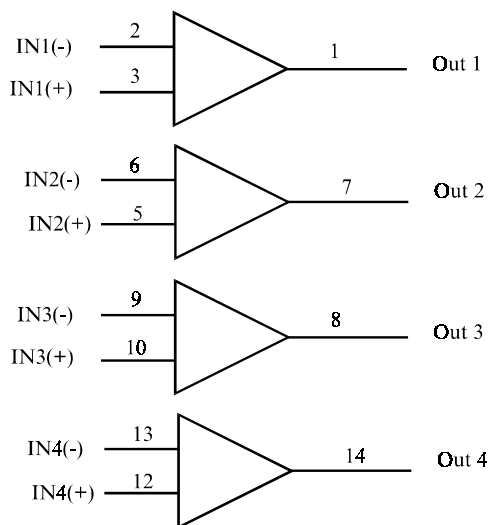 IN1(-) 2
1 Out 1
IN1(+) 3
IN2(-) 6
7 Out 2
IN2(+) 5
IN3(-) 9
8 Out 3
IN3(+) 10
IN4(-) 13
14 Out 4
IN4(+) 12